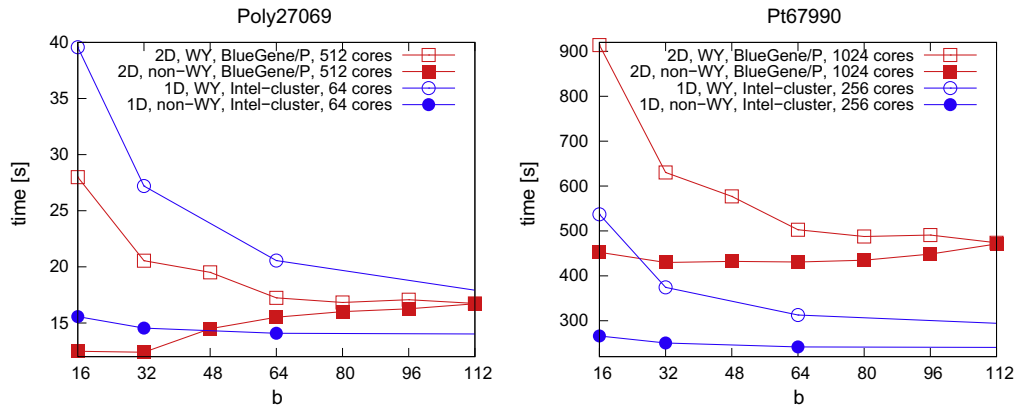 Poly27069
2D, WY, BlueGene/P, 512 cores
2D, non-WY, BlueGene/P, 512 cores
1D, WY, Intel-cluster, 64 cores
1D, non-WY, Intel-cluster, 64 cores
40
35
30
25
20
15
time [s]
16 32 48 64 80 96 112
b
Pt67990
2D, WY, BlueGene/P, 1024 cores
2D, non-WY, BlueGene/P, 1024 cores
1D, WY, Intel-cluster, 256 cores
1D, non-WY, Intel-cluster, 256 cores
900
800
700
600
500
400
300
time [s]
16 32 48 64 80 96 112
b